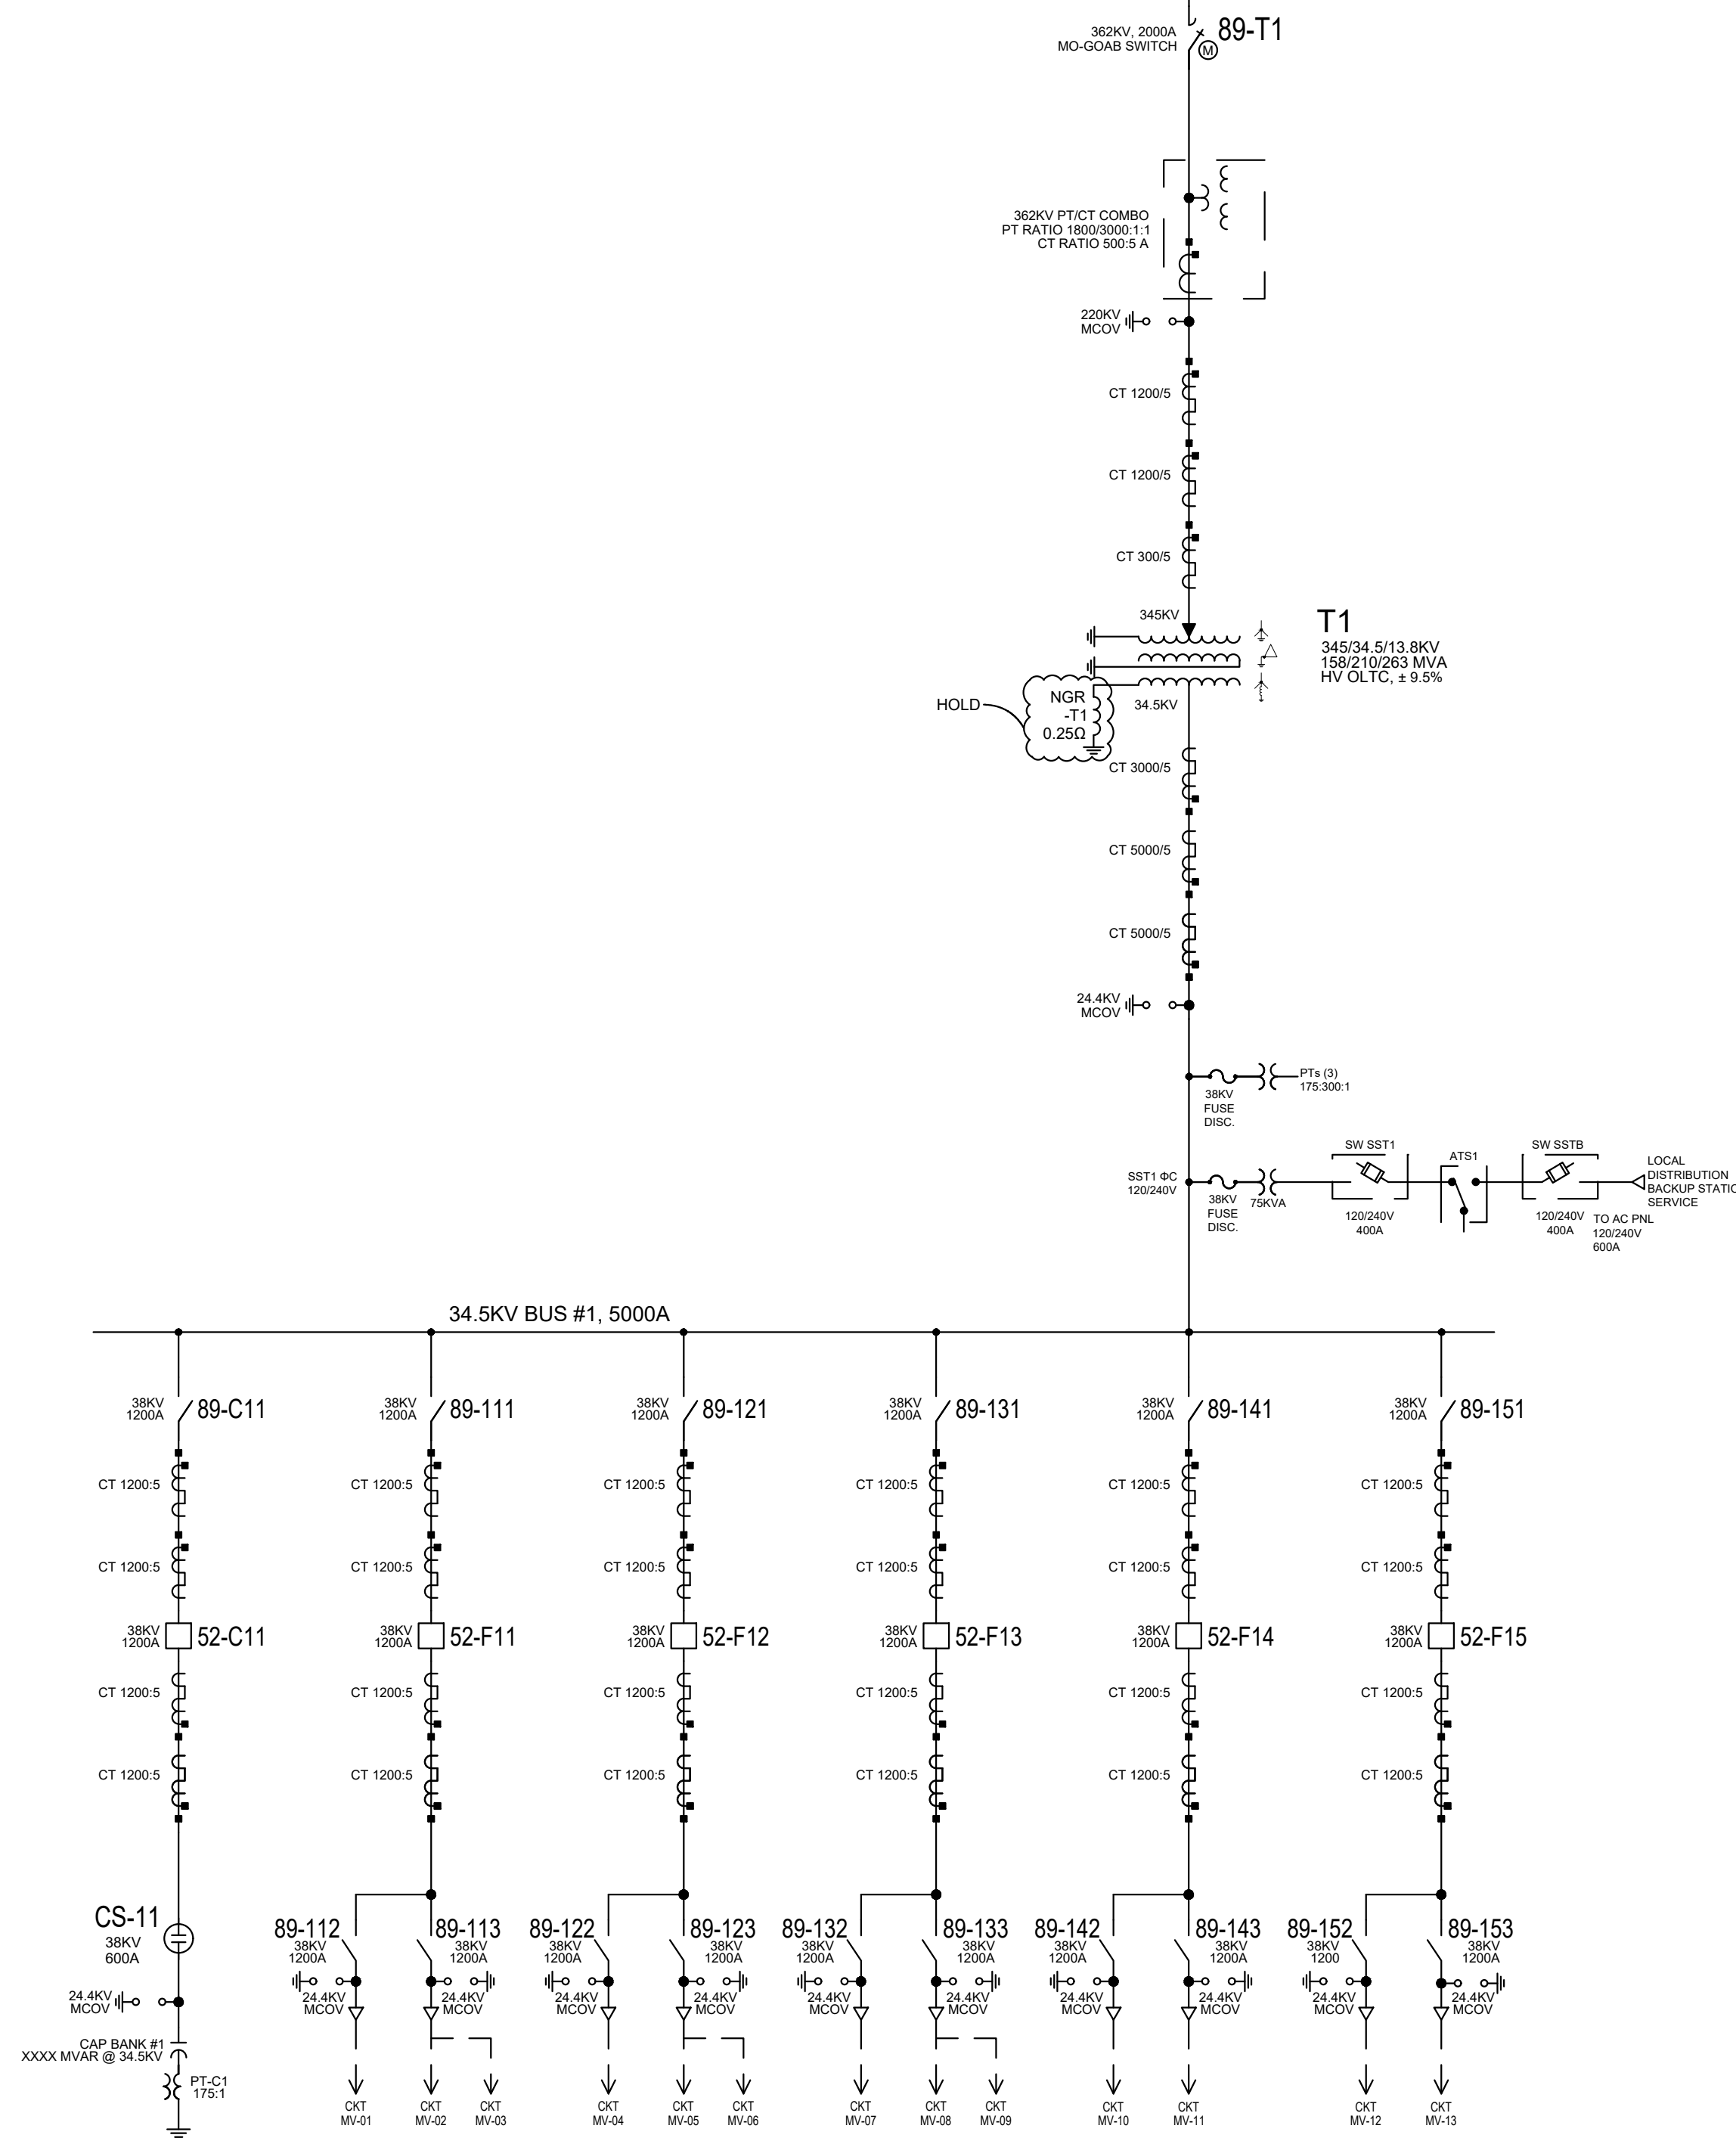 362KV, 2000A
MO-GOAB SWITCH
89-T1
M
362KV PT/CT COMBO
PT RATIO 1800/3000:1:1
CT RATIO 500:5 A
220KV
MCOV
CT 1200/5
CT 1200/5
CT 300/5
345KV
T1
345/34.5/13.8KV
158/210/263 MVA
HV OLTC, ± 9.5%
HOLD
NGR
-T1
0.25Ω
34.5KV
CT 3000/5
CT 5000/5
CT 5000/5
24.4KV
MCOV
PTs (3)
175:300:1
38KV
FUSE
DISC.
SST1 ΦC
120/240V
38KV
FUSE
DISC.
75KVA
SW SST1
120/240V
400A
ATS1
SW SSTB
120/240V
400A
TO AC PNL
120/240V
600A
LOCAL
DISTRIBUTION
BACKUP STATIO
SERVICE
34.5KV BUS #1, 5000A
38KV
1200A
89-C11
38KV
1200A
89-111
38KV
1200A
89-121
38KV
1200A
89-131
38KV
1200A
89-141
38KV
1200A
89-151
CT 1200:5
CT 1200:5
CT 1200:5
CT 1200:5
CT 1200:5
CT 1200:5
CT 1200:5
CT 1200:5
CT 1200:5
CT 1200:5
CT 1200:5
CT 1200:5
38KV
1200A
52-C11
38KV
1200A
52-F11
38KV
1200A
52-F12
38KV
1200A
52-F13
38KV
1200A
52-F14
38KV
1200A
52-F15
CT 1200:5
CT 1200:5
CT 1200:5
CT 1200:5
CT 1200:5
CT 1200:5
CT 1200:5
CT 1200:5
CT 1200:5
CT 1200:5
CT 1200:5
CT 1200:5
CS-11
38KV
600A
24.4KV
MCOV
CAP BANK #1
XXXX MVAR @ 34.5KV
PT-C1
175:1
89-112
38KV
1200A
24.4KV
MCOV
89-113
38KV
1200A
24.4KV
MCOV
89-122
38KV
1200A
24.4KV
MCOV
89-123
38KV
1200A
24.4KV
MCOV
89-132
38KV
1200A
24.4KV
MCOV
89-133
38KV
1200A
24.4KV
MCOV
89-142
38KV
1200A
24.4KV
MCOV
89-143
38KV
1200A
24.4KV
MCOV
89-152
38KV
1200
24.4KV
MCOV
89-153
38KV
1200A
24.4KV
MCOV
CKT
MV-01
CKT
MV-02
CKT
MV-03
CKT
MV-04
CKT
MV-05
CKT
MV-06
CKT
MV-07
CKT
MV-08
CKT
MV-09
CKT
MV-10
CKT
MV-11
CKT
MV-12
CKT
MV-13